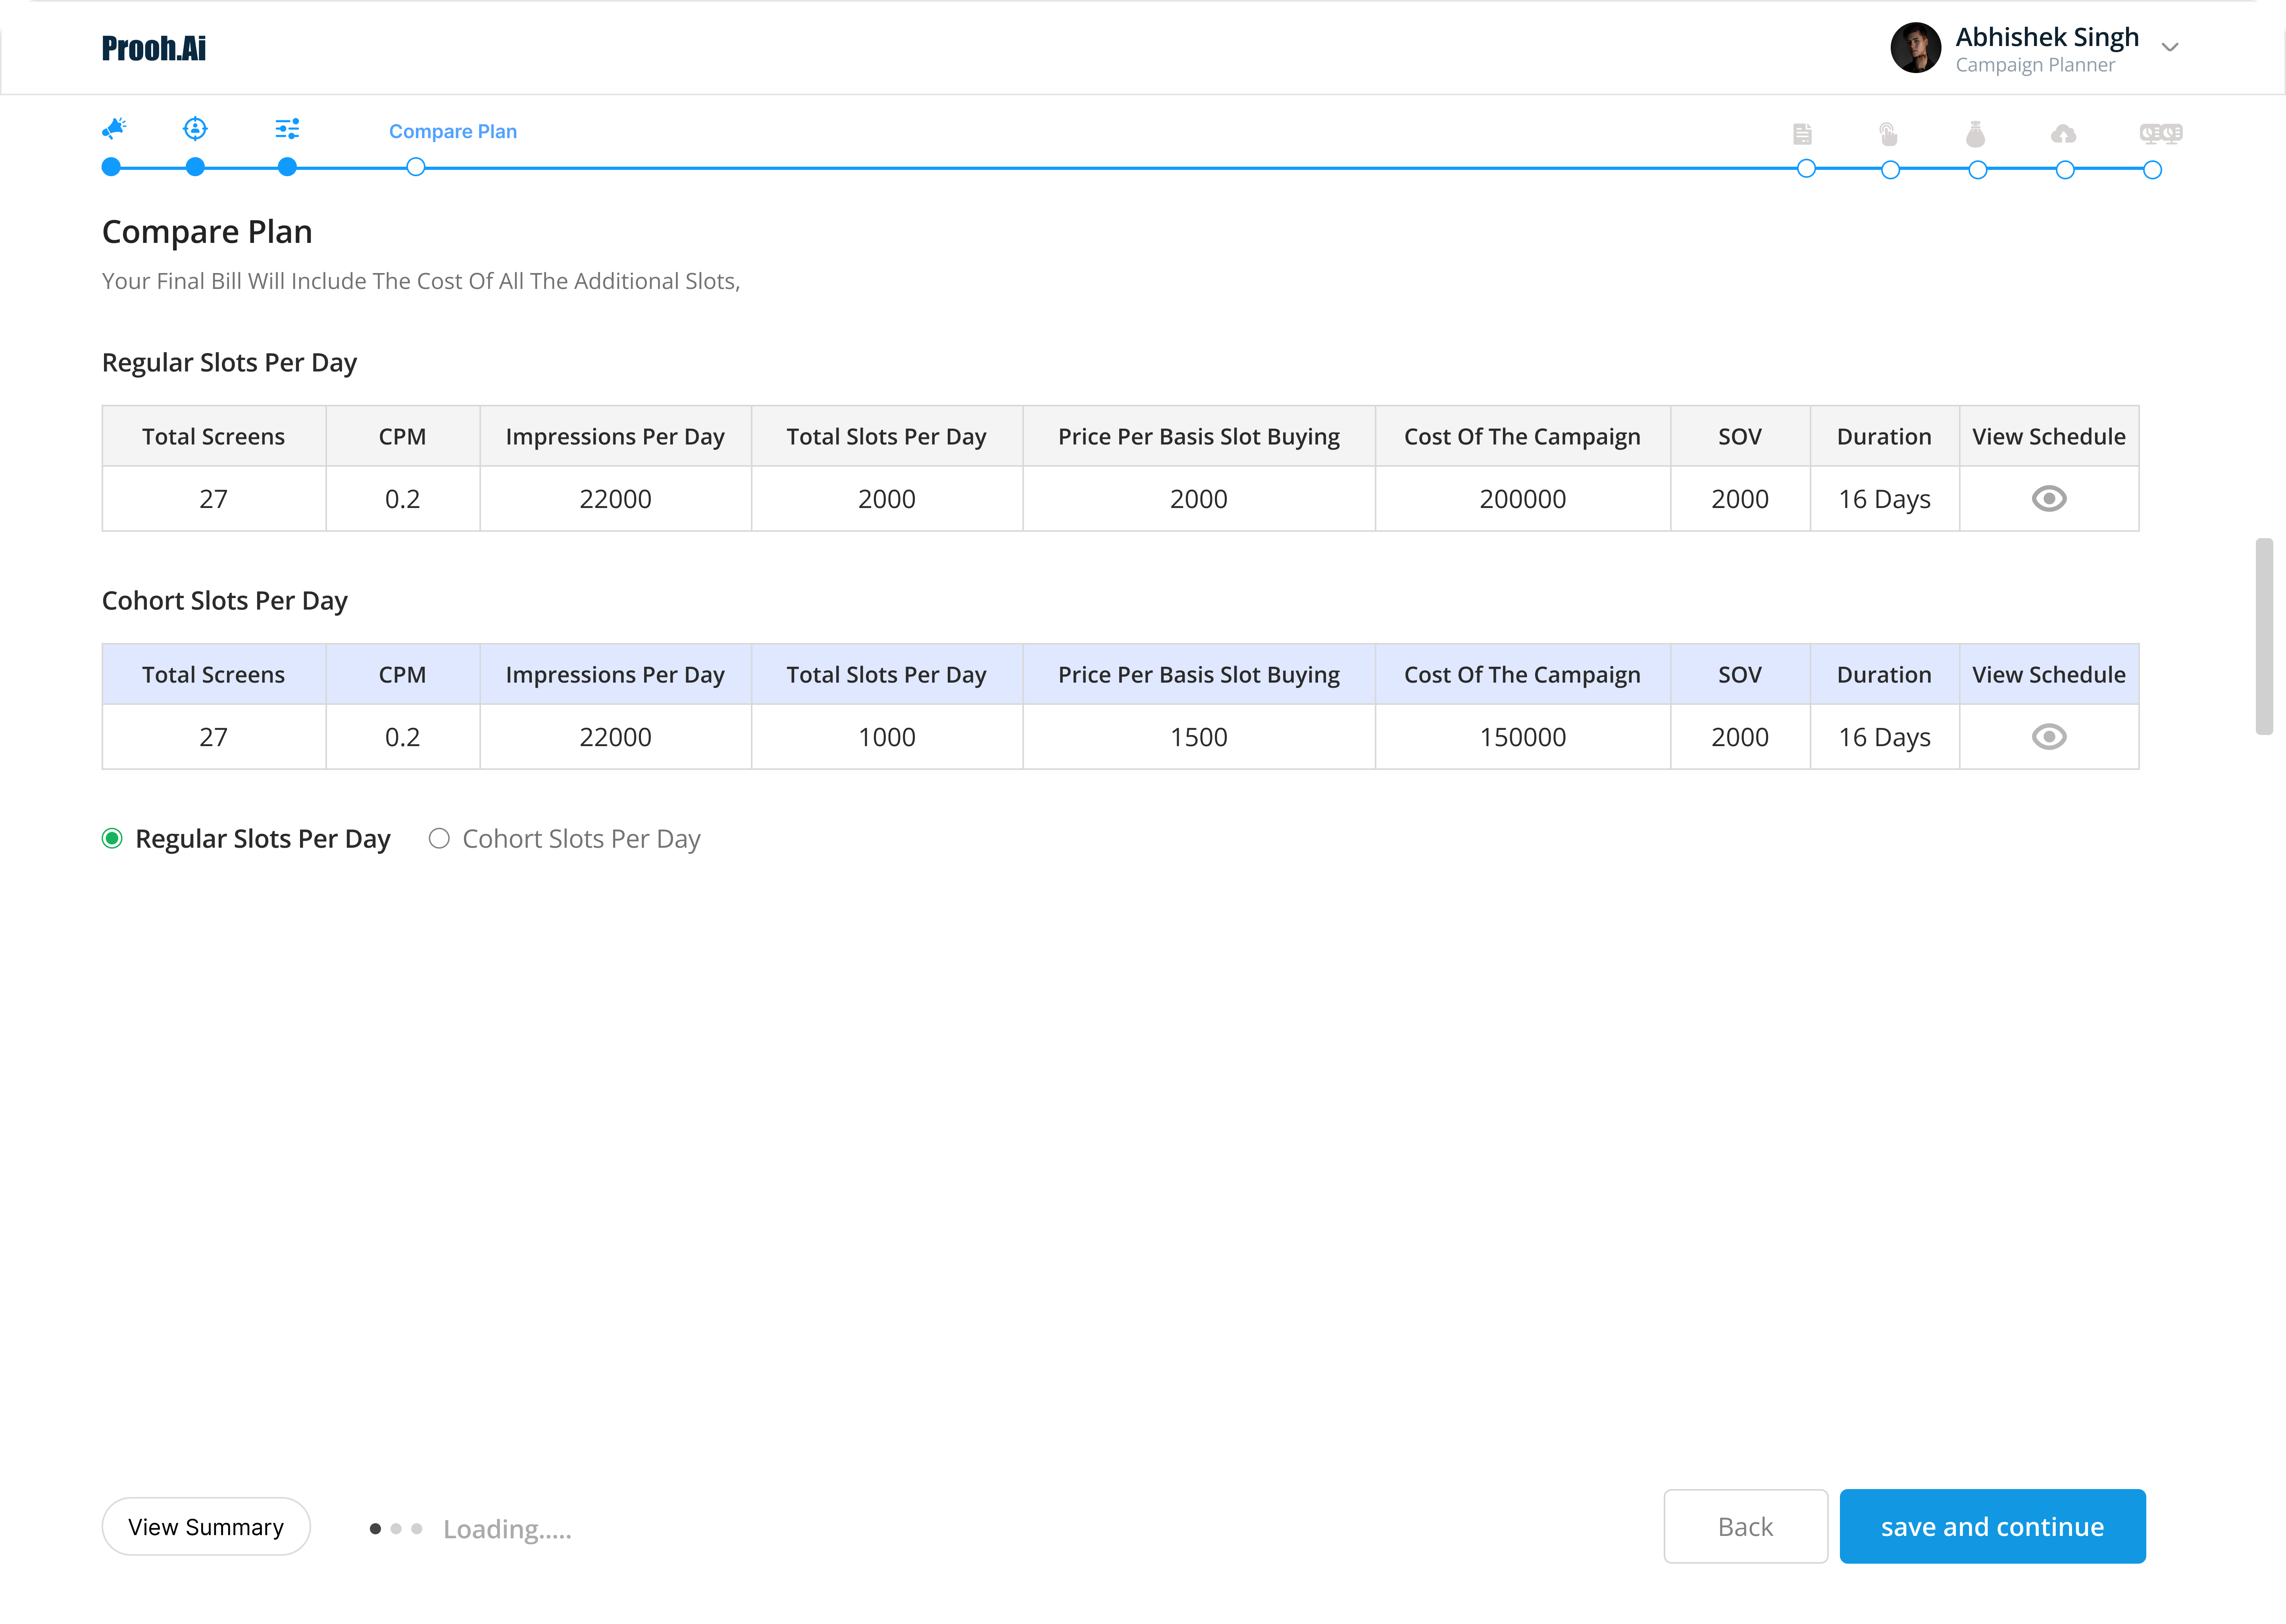 Prooh.Ai
Abhishek Singh
Campaign Planner
Compare Plan
Compare Plan
Your Final Bill Will Include The Cost Of All The Additional Slots,
Regular Slots Per Day
Total Screens CPM Impressions Per Day Total Slots Per Day Price Per Basis Slot Buying Cost Of The Campaign SOV Duration View Schedule
27 0.2 22000 2000 2000 200000 2000 16 Days
Cohort Slots Per Day
Total Screens CPM Impressions Per Day Total Slots Per Day Price Per Basis Slot Buying Cost Of The Campaign SOV Duration View Schedule
27 0.2 22000 1000 1500 150000 2000 16 Days
Regular Slots Per Day Cohort Slots Per Day
View Summary Loading..... Back save and continue